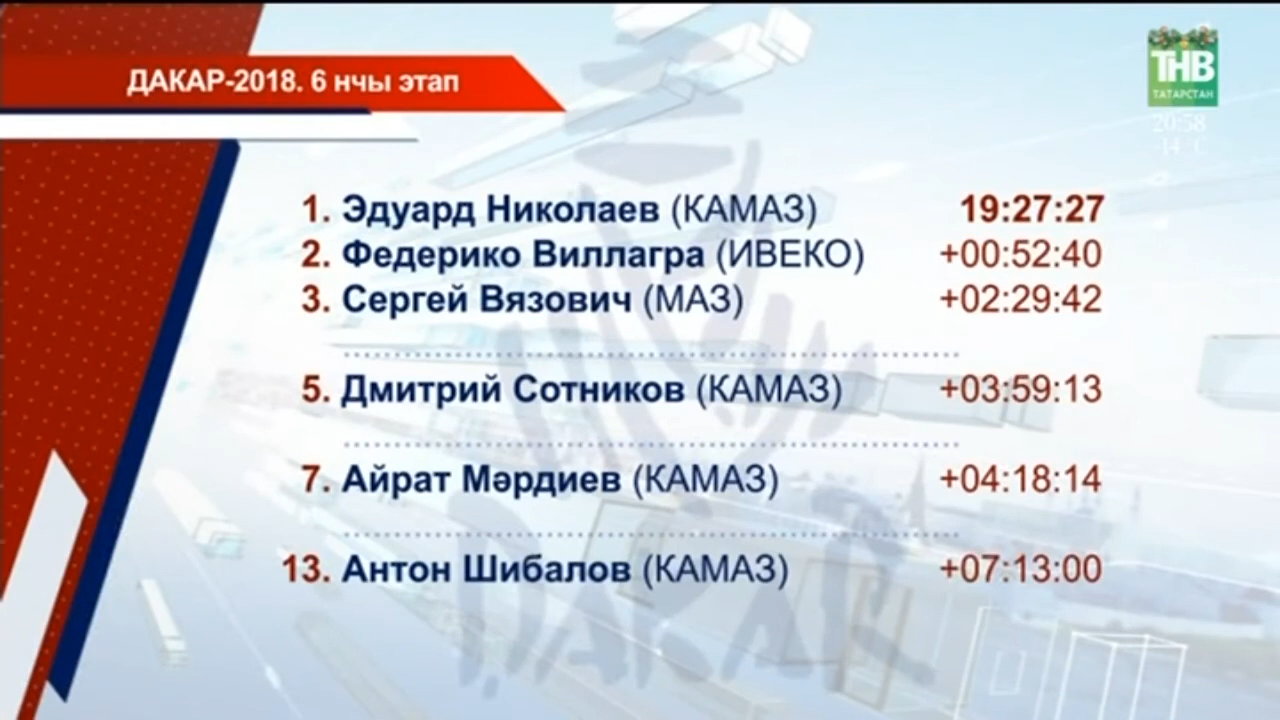 ДАКАР-2018. 6 нчы этап
ТНВ
ТАТАРСТАН
20:58
1. Эдуард Николаев (КАМАЗ) 19:27:27
2. Федерико Виллагра (ИВЕКО) +00:52:40
3. Сергей Вязович (МАЗ) +02:29:42
5. Дмитрий Сотников (КАМАЗ) +03:59:13
7. Айрат Мәрдиев (КАМАЗ) +04:18:14
13. Антон Шибалов (КАМАЗ) +07:13:00
DAKAR